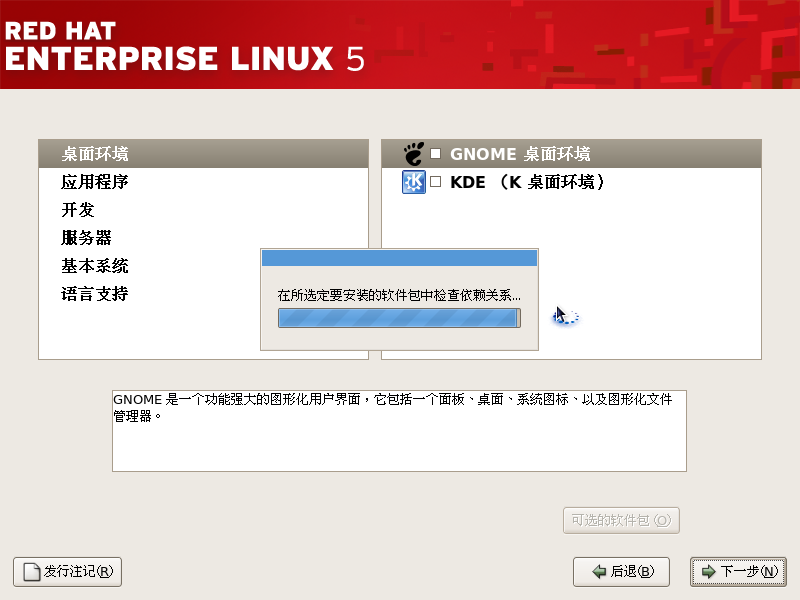 RED HAT
ENTERPRISE LINUX 5
桌面环境
应用程序
开发
服务器
基本系统
语言支持
GNOME 桌面环境
KDE （K 桌面环境）
在所选定要安装的软件包中检查依赖关系...
GNOME 是一个功能强大的图形化用户界面，它包括一个面板、桌面、系统图标、以及图形化文件
管理器。
可选的软件包(O)
发行注记(R)
后退(B)
下一步(N)